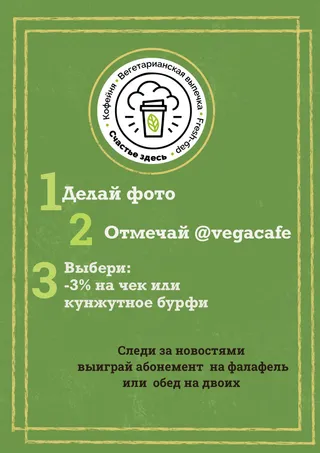 Кофейня • Вегетарианская выпечка • Fresh-бар •
Счастье здесь
1 Делай фото
2 Отмечай @vegacafe
3 Выбери:
-3% на чек или
кунжутное бурфи
Следи за новостями
выиграй абонемент на фалафель
или обед на двоих